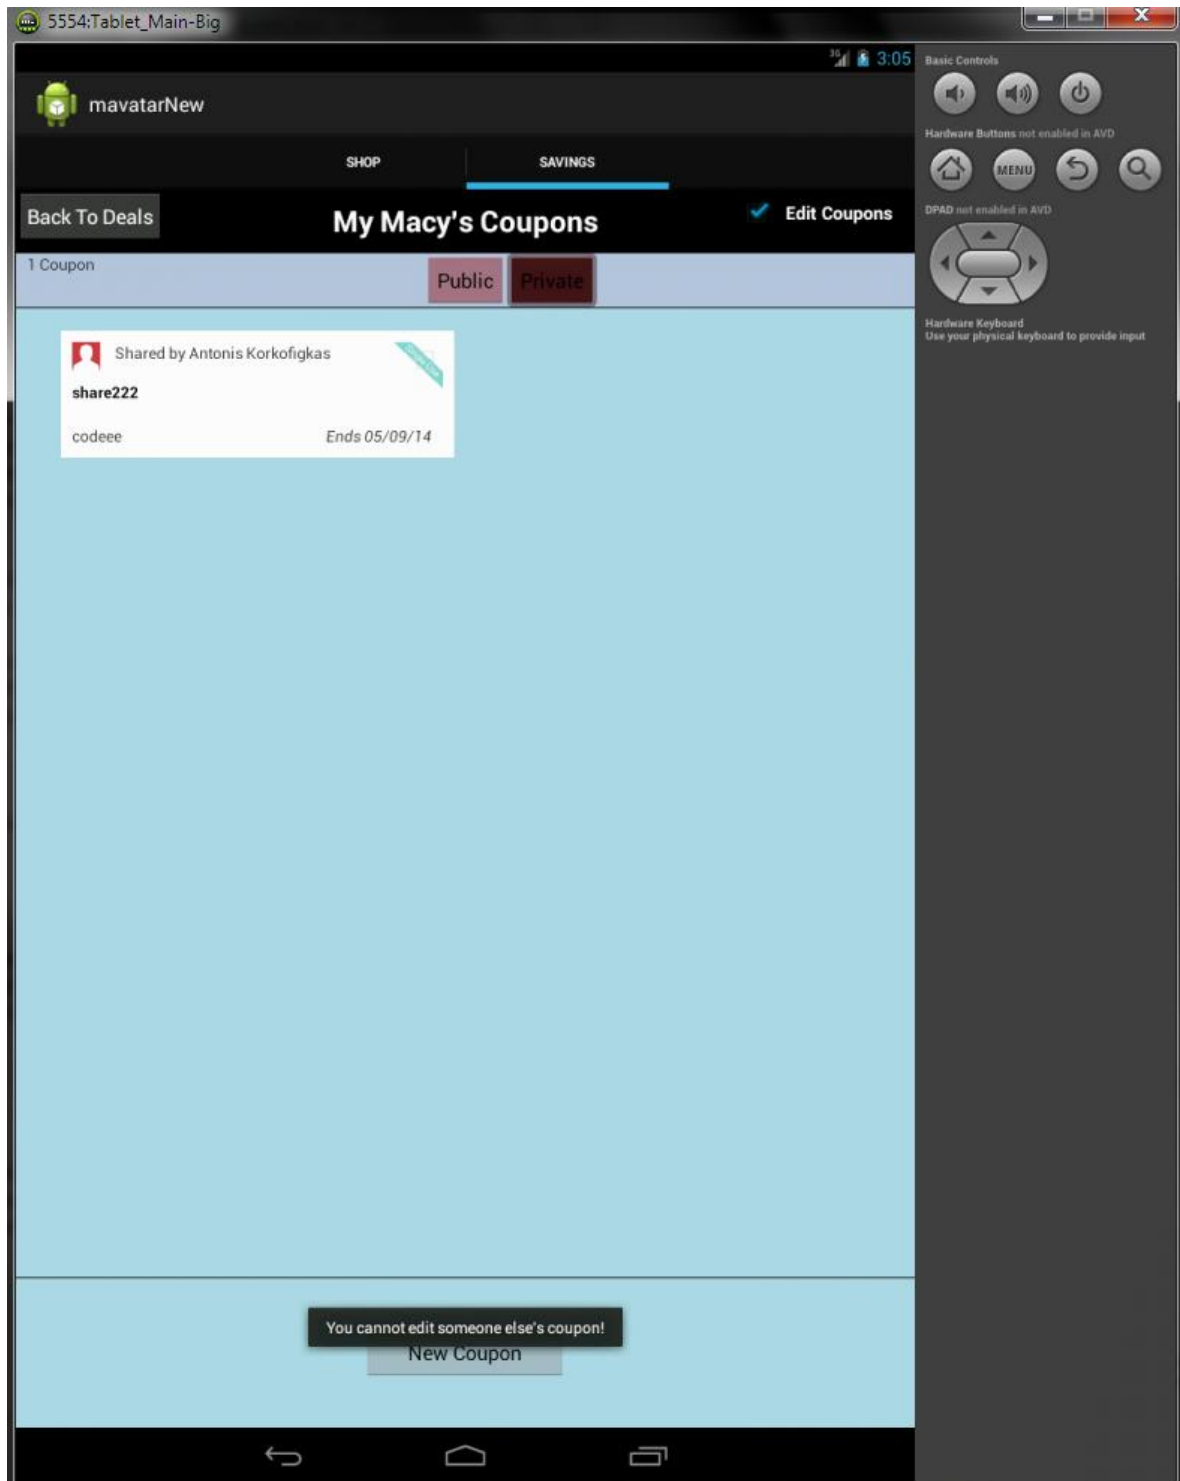 5554:Tablet_Main-Big
3G 3:05
mavatarNew
SHOP SAVINGS
Back To Deals My Macy's Coupons Edit Coupons
1 Coupon
Public Private
Shared by Antonis Korkofigkas
share222
codeee Ends 05/09/14
You cannot edit someone else's coupon!
New Coupon
Basic Controls
Hardware Buttons not enabled in AVD
MENU
DPAD not enabled in AVD
Hardware Keyboard
Use your physical keyboard to provide input